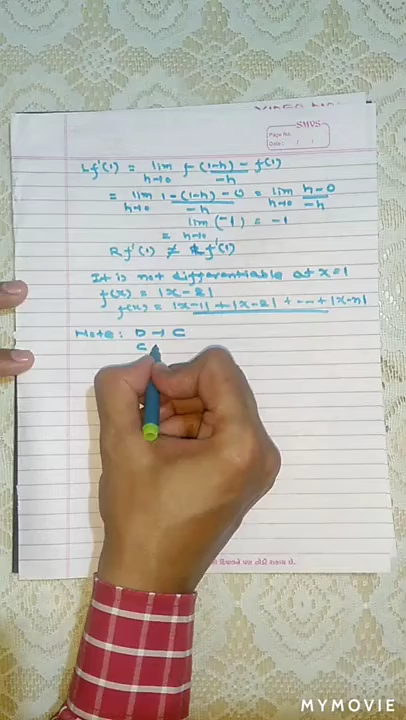 SMVS
Page No.
Date : / /
Lf'(1) = lim h→0 f-(1-h) - f(1) / -h
= lim h→0 1-(1-h)-0 / -h = lim h→0 h-0 / -h
= lim h→0 (-1) = -1
Rf'(1) ≠ Lf'(1)
It is not differentiable at x=1
f(x) = |x-2|
f(x) = |x-1| + |x-2| + --+ |x-n|
Note: D → C
C
MYMOVIE